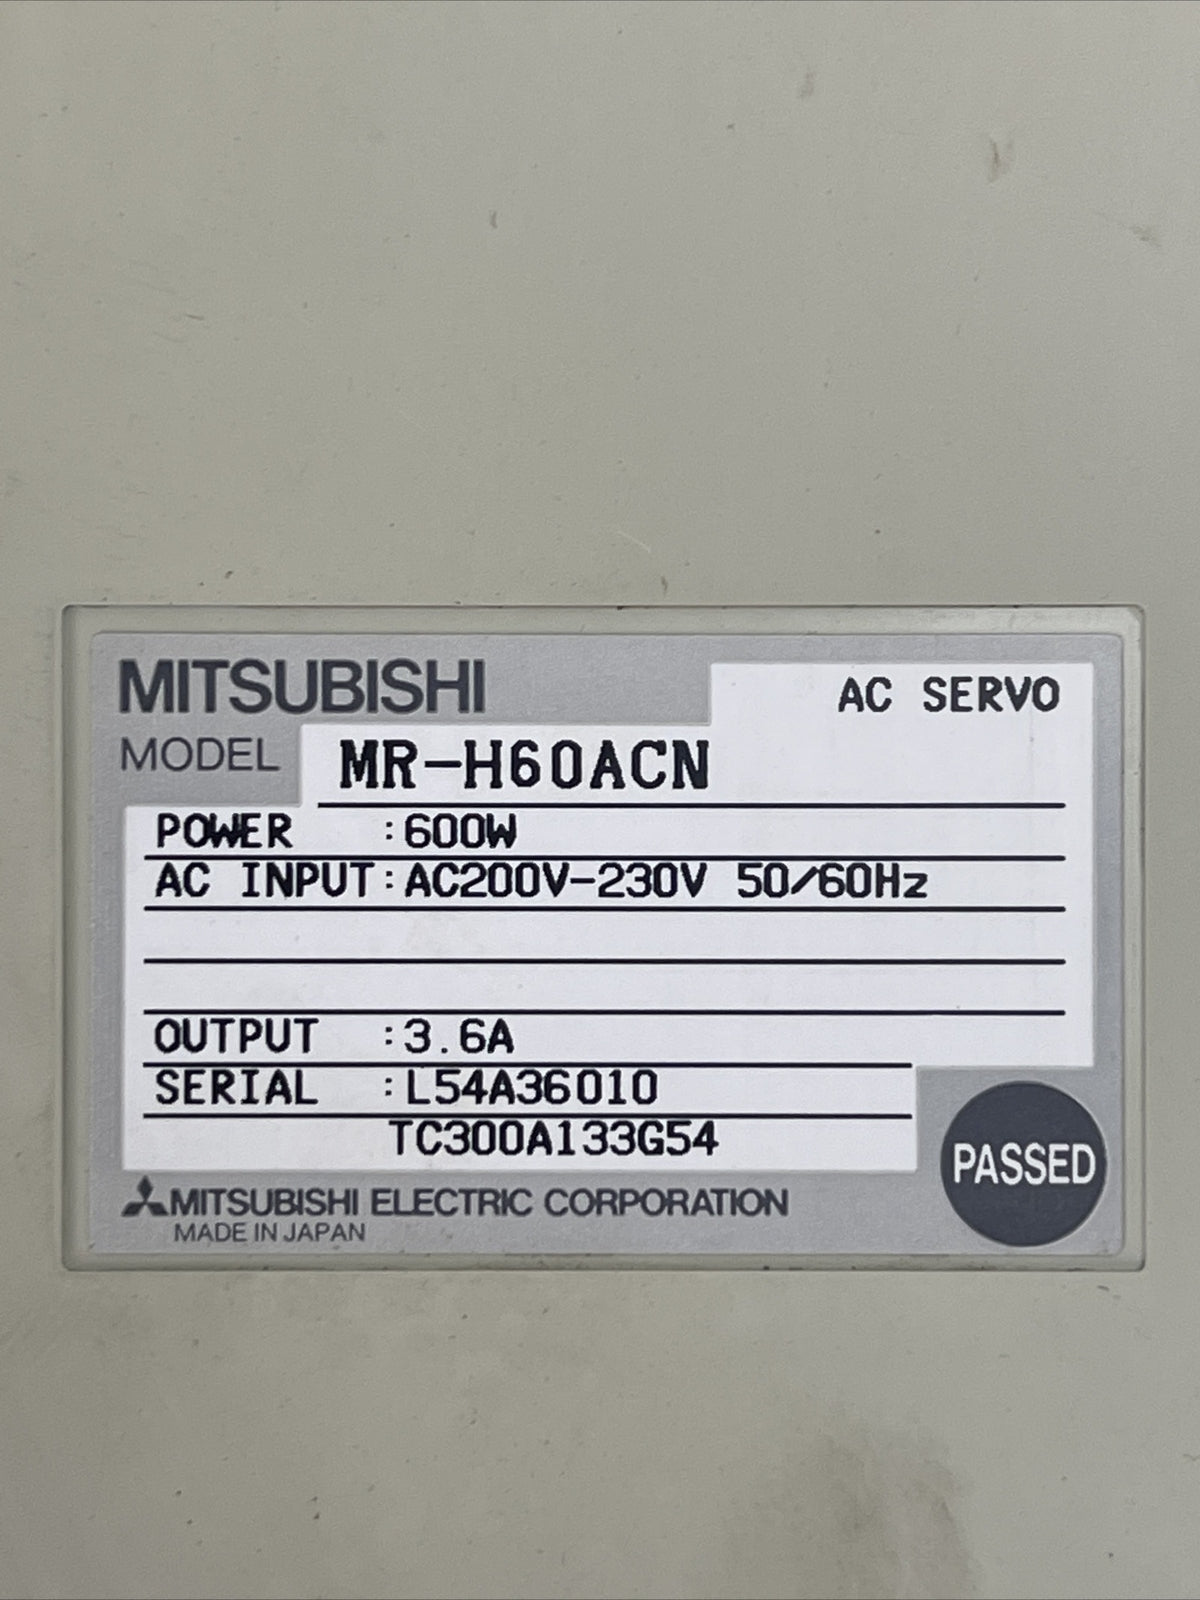 MITSUBISHI
AC SERVO
MODEL MR-H60ACN
POWER :600W
AC INPUT:AC200V-230V 50/60Hz
OUTPUT :3.6A
SERIAL :L54A36010
TC300A133G54
PASSED
MITSUBISHI ELECTRIC CORPORATION
MADE IN JAPAN